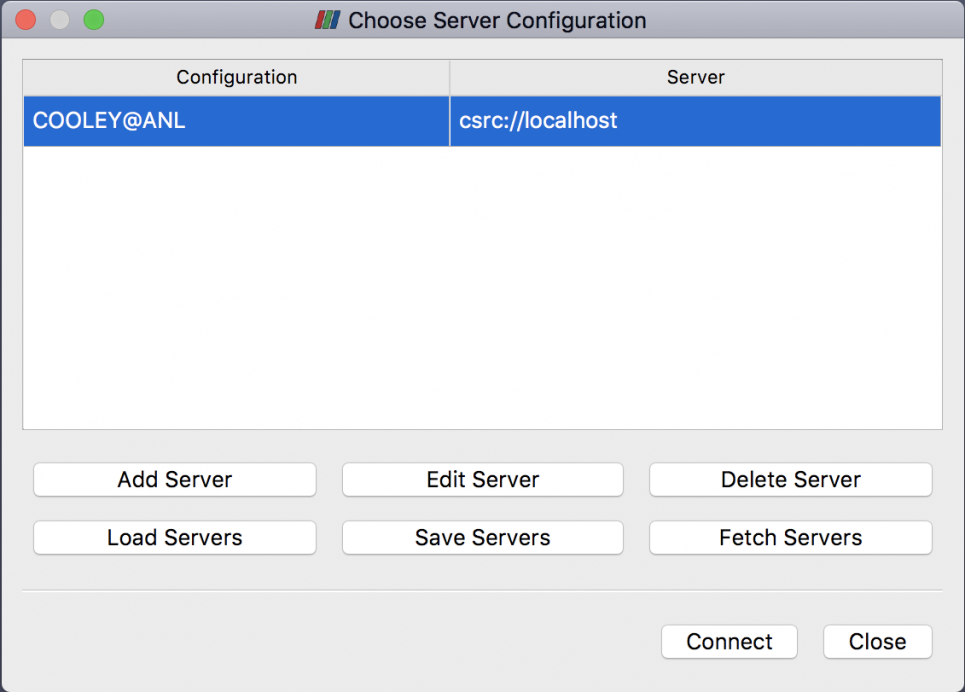 Choose Server Configuration
Configuration Server
COOLEY@ANL csrc://localhost
Add Server Edit Server Delete Server
Load Servers Save Servers Fetch Servers
Connect Close